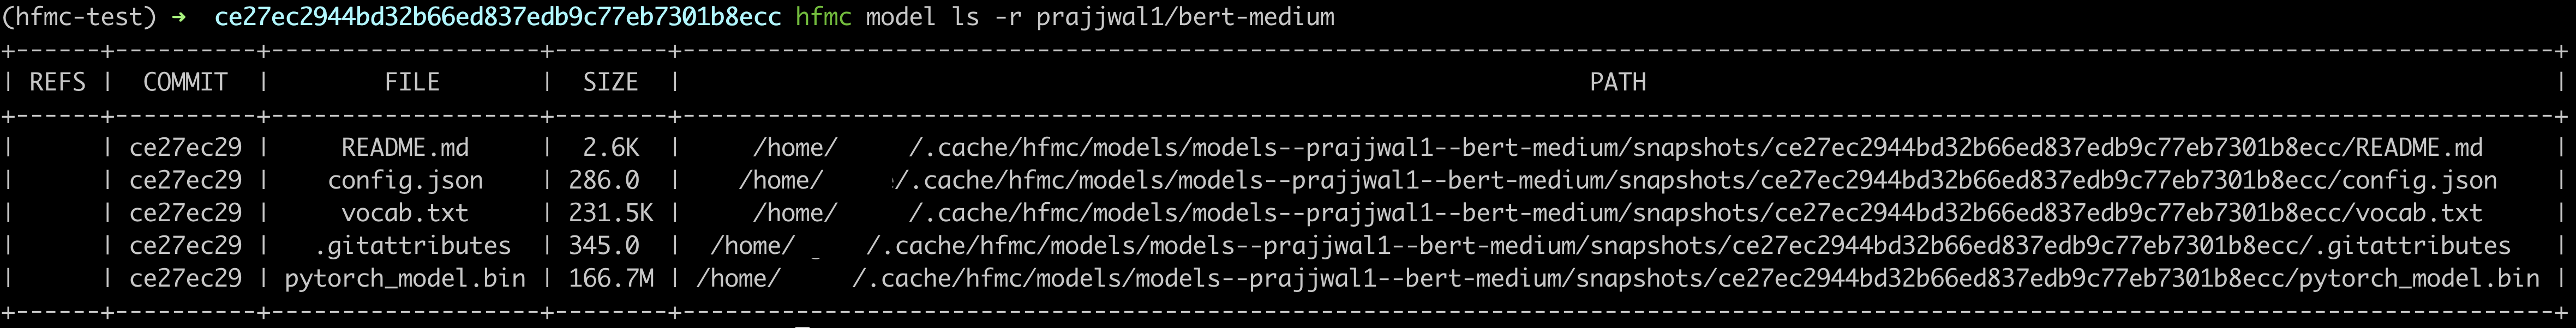 (hfmc-test) ➜  ce27ec2944bd32b66ed837edb9c77eb7301b8ecc hfmc model ls -r prajjwal1/bert-medium
| REFS | COMMIT | FILE | SIZE | PATH |
| | ce27ec29 | README.md | 2.6K | /home/ /.cache/hfmc/models/models--prajjwal1--bert-medium/snapshots/ce27ec2944bd32b66ed837edb9c77eb7301b8ecc/README.md |
| | ce27ec29 | config.json | 286.0 | /home/ /.cache/hfmc/models/models--prajjwal1--bert-medium/snapshots/ce27ec2944bd32b66ed837edb9c77eb7301b8ecc/config.json |
| | ce27ec29 | vocab.txt | 231.5K | /home/ /.cache/hfmc/models/models--prajjwal1--bert-medium/snapshots/ce27ec2944bd32b66ed837edb9c77eb7301b8ecc/vocab.txt |
| | ce27ec29 | .gitattributes | 345.0 | /home/ /.cache/hfmc/models/models--prajjwal1--bert-medium/snapshots/ce27ec2944bd32b66ed837edb9c77eb7301b8ecc/.gitattributes |
| | ce27ec29 | pytorch_model.bin | 166.7M | /home/ /.cache/hfmc/models/models--prajjwal1--bert-medium/snapshots/ce27ec2944bd32b66ed837edb9c77eb7301b8ecc/pytorch_model.bin |